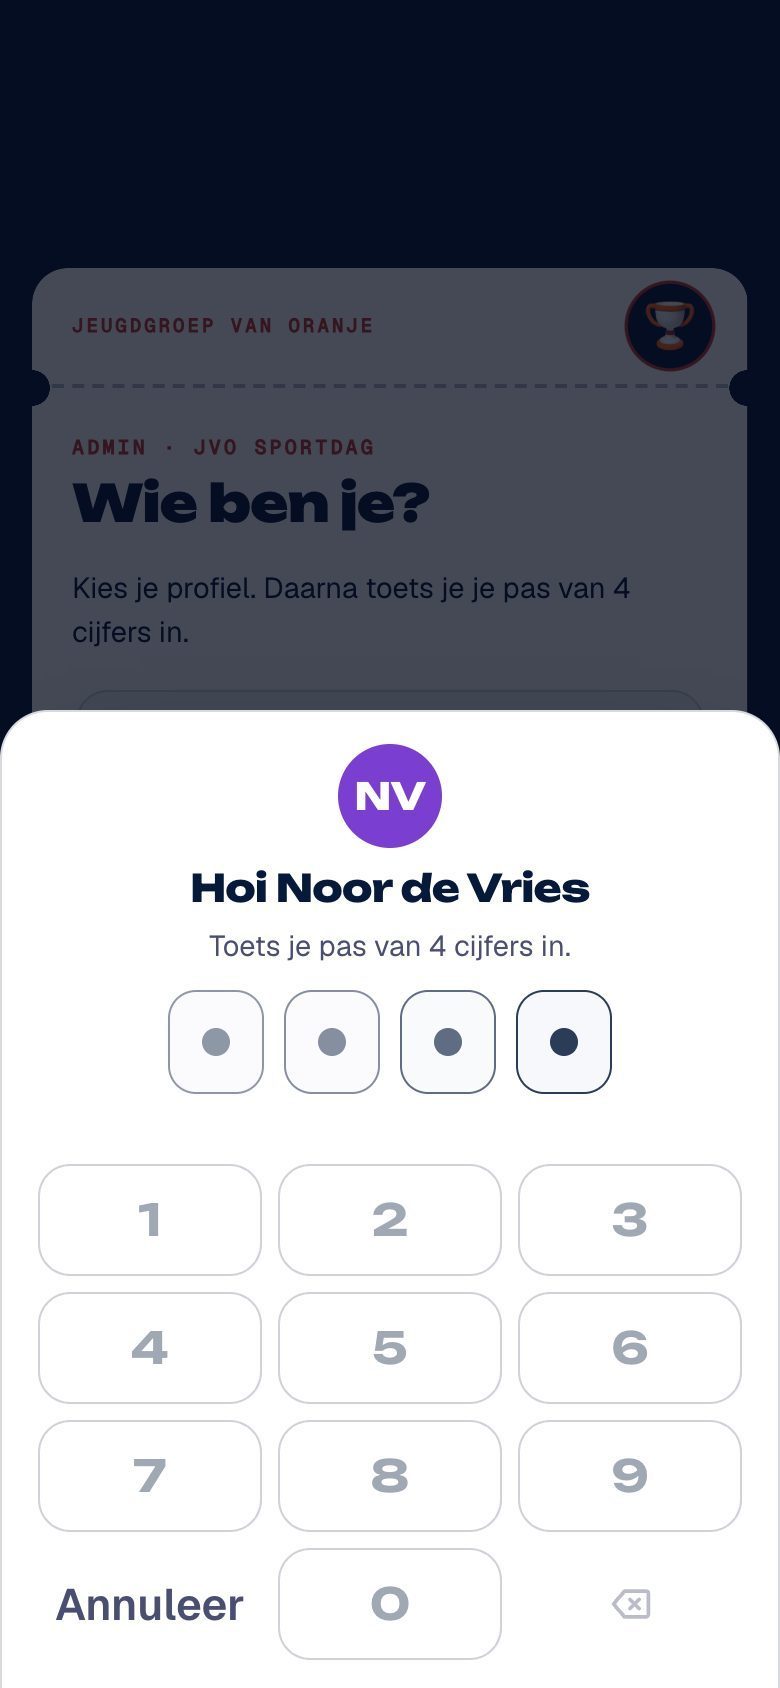 JEUGDGROEP VAN ORANJE
ADMIN · JVO SPORTDAG
Wie ben je?
Kies je profiel. Daarna toets je je pas van 4
cijfers in.
NV
Hoi Noor de Vries
Toets je pas van 4 cijfers in.
1 2 3
4 5 6
7 8 9
Annuleer 0